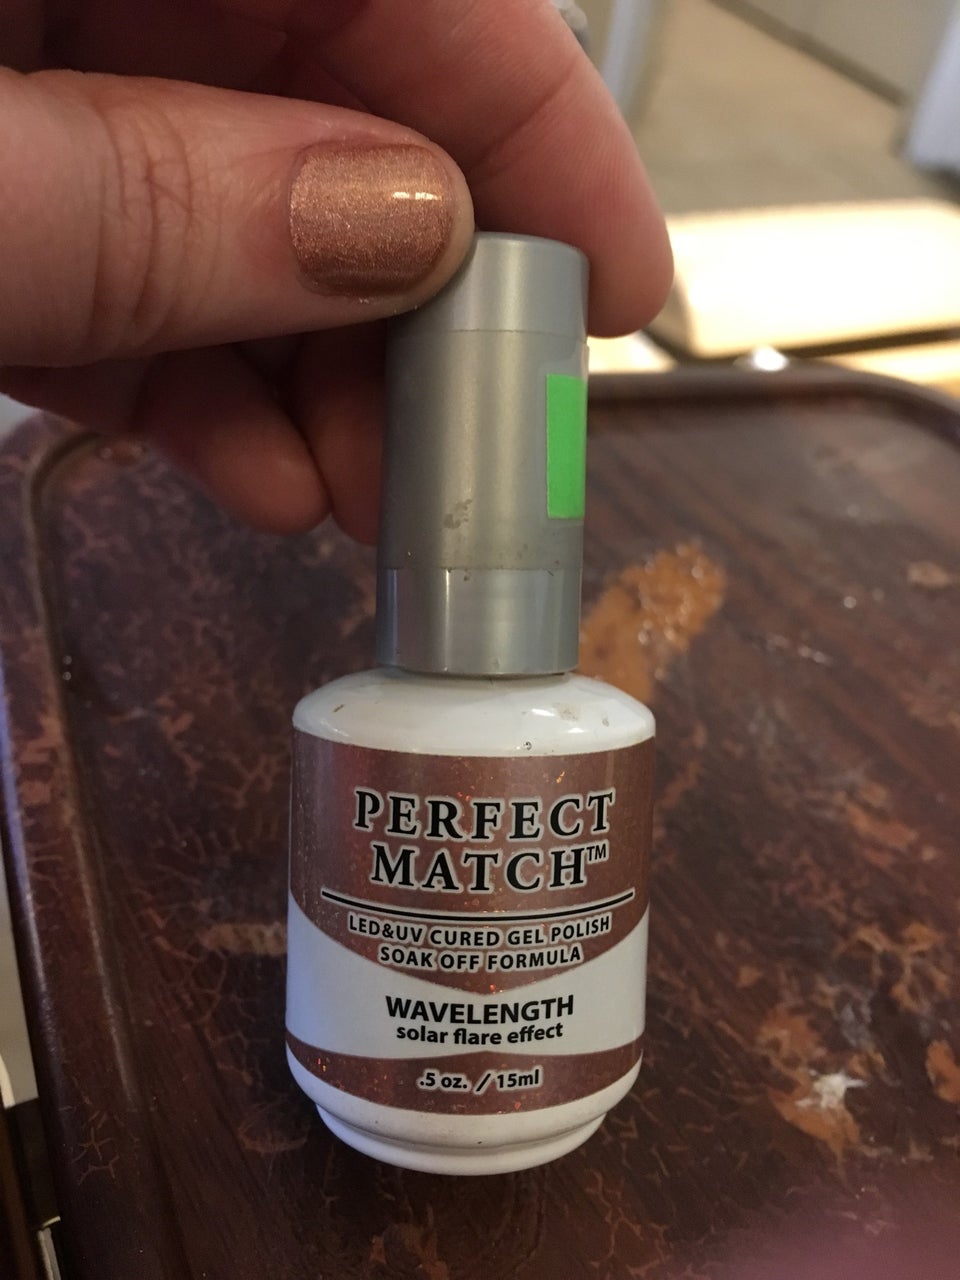 PERFECT
MATCH™
LED&UV CURED GEL POLISH
SOAK OFF FORMULA
WAVELENGTH
solar flare effect
.5 oz. / 15ml